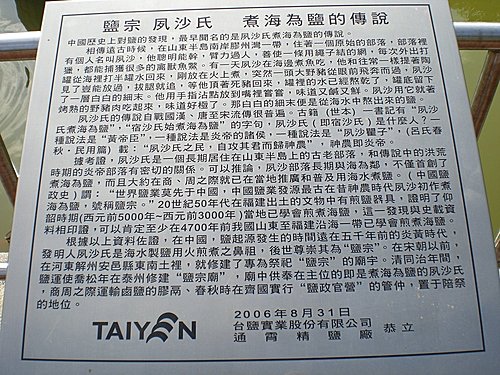 鹽宗 夙沙氏 煮海為鹽的傳說
中國歷史上對鹽的發現，最早聞名的是夙沙氏煮海為鹽的傳說。
相傳遠古時候，在山東半島南岸膠州灣一帶，住著一個原始的部落，部落裡
有個人名叫夙沙，他聰明能幹，臂力過人，善使一條用繩子結的網，每次外出打
獵，都能捕獲很多的禽獸魚鱉。有一天夙沙在海邊煮魚吃，他和往常一樣提著陶
罐從海裡打半罐水回來，剛放在火上煮，突然一頭大野豬從眼前飛奔而過，夙沙
見了豈能放過，拔腿就追，等他頂著死豬回來，罐裡的水已經熬乾了，罐底留下
了一層白白的細末。他用手指沾點放到嘴裡嘗嘗，味道又鹹又鮮。夙沙用它就著
烤熟的野豬肉吃起來，味道好極了。那白白的細末便是從海水中熬出來的鹽。
夙沙氏的傳說自戰國漢、唐至宋流傳很普遍。古籍（世本）一書記有“夙沙
氏煮海為鹽”，“宿沙氏始煮海為鹽”的字句，夙沙氏（即宿沙氏）是什麼人？一
種說法是“黃帝臣”，一種說法是炎帝的諸侯，一種說法是“夙沙瞿子”，（呂氏春
秋·民用篇）載：“夙沙氏之民，自攻其君而歸神農”，神農即炎帝。
據考證，夙沙氏是一個長期居住在山東半島上的古老部落，和傳說中的洪荒
時期的炎帝部落有密切的關係。可以推論，夙沙部落長期與海為鄰，不僅首創了
煮海為鹽，而且大約在商、周之際就已在當地推廣和普及用海水煮鹽。（中國鹽
政史）謂：“世界鹽業莫先于中國，中國鹽業發源最古在昔神農時代夙沙初作煮
海為鹽，號稱鹽宗。”20世紀50年代在福建出土的文物中有煎鹽器具，證明了仰
韶時期(西元前5000年~西元前3000年)當地已學會煎煮海鹽，這一發現與史載資
料相印證，可以肯定至少在4700年前我國山東至福建沿海一帶已學會煎煮海鹽。
根據以上資料佐證，在中國，鹽起源發生的時間遠在五千年前的炎黃時代，
發明人夙沙氏是海水製鹽用火煎煮之鼻祖，後世尊崇其為“鹽宗”。在宋朝以前，
在河東解州安邑縣東南土裡，就修建了專為祭祀“鹽宗”的廟宇。清同治年間，
鹽運使喬松年在泰州修建“鹽宗廟”，廟中供奉在主位的即是煮海為鹽的夙沙氏
，商周之際運輸鹵鹽的膠鬲，春秋時在齊國實行“鹽政官營”的管仲，置于陪祭
的地位。
TAIYEN
2006年8月31日
台鹽實業股份有限公司
通霄精鹽廠 恭立